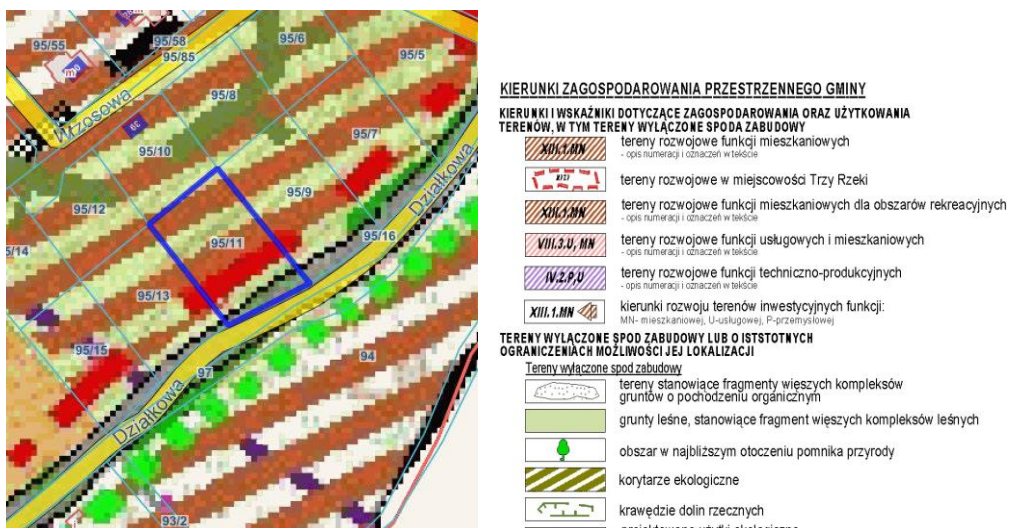 95/55
95/58
95/85
95/6
95/5
m
Wrzosowa
39
95/8
95/10
95/7
Działkowa
95/12
95/9
95/11
95/16
5/14
95/13
95/15
97
94
Działkowa
93/2
KIERUNKI ZAGOSPODAROWANIA PRZESTRZENNEGO GMINY
KIERUNKI I WSKAŹNIKI DOTYCZĄCE ZAGOSPODAROWANIA ORAZ UŻYTKOWANIA
TERENÓW, W TYM TERENY WYŁĄCZONE SPODA ZABUDOWY
XIII.1.MN
tereny rozwojowe funkcji mieszkaniowych
- opis numeracji i oznaczeń w tekście
tereny rozwojowe w miejscowości Trzy Rzeki
XIII.1.MN
tereny rozwojowe funkcji mieszkaniowych dla obszarów rekreacyjnych
- opis numeracji i oznaczeń w tekście
VIII.3.U, MN
tereny rozwojowe funkcji usługowych i mieszkaniowych
- opis numeracji i oznaczeń w tekście
IV.2.P,U
tereny rozwojowe funkcji techniczno-produkcyjnych
- opis numeracji i oznaczeń w tekście
XIII.1.MN
kierunki rozwoju terenów inwestycyjnych funkcji:
MN- mieszkaniowej, U-usługowej, P-przemysłowej
TERENY WYŁĄCZONE SPOD ZABUDOWY LUB O ISTSTOTNYCH
OGRANICZENIACH MOŻLIWOŚCI JEJ LOKALIZACJI
Tereny wyłączone spod zabudowy
tereny stanowiące fragmenty więszych kompleksów
gruntów o pochodzeniu organicznym
grunty leśne, stanowiące fragment więszych kompleksów leśnych
obszar w najbliższym otoczeniu pomnika przyrody
korytarze ekologiczne
krawędzie dolin rzecznych
projektowane użytki ekologiczne